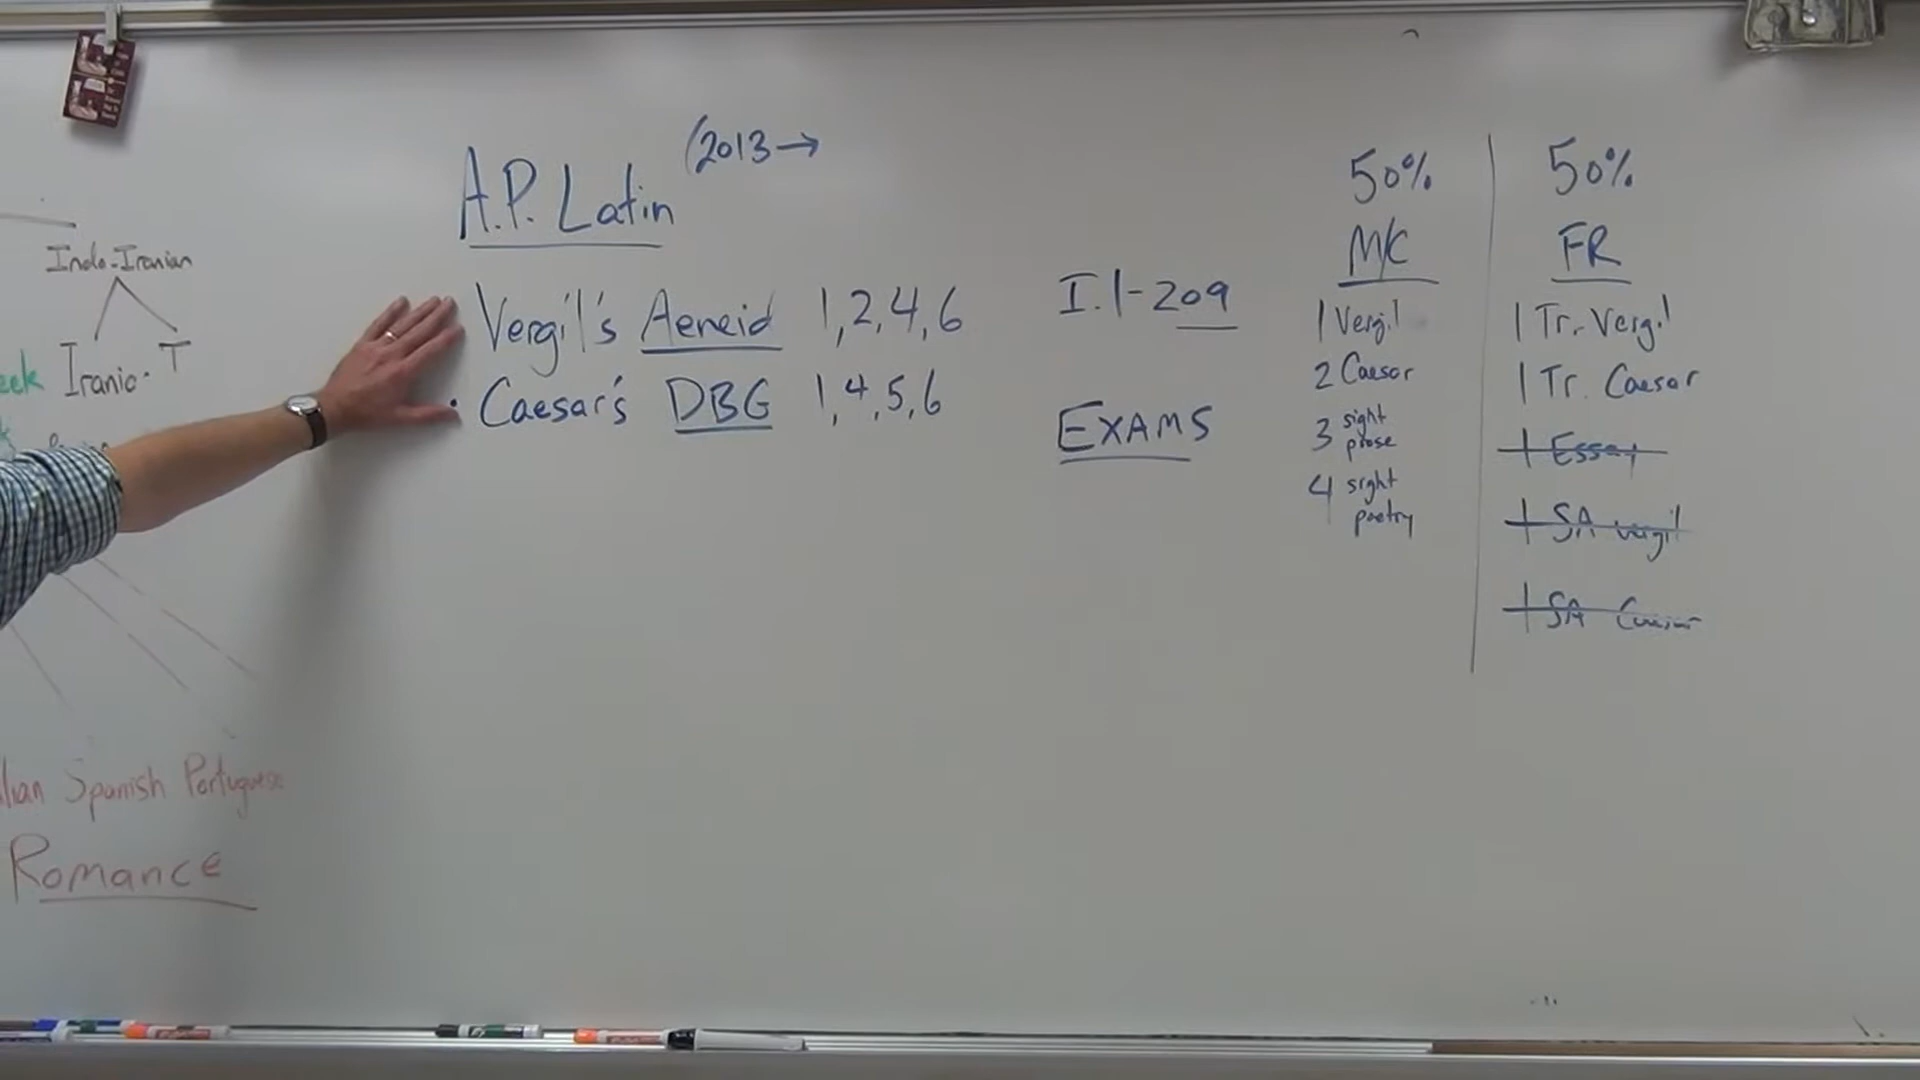 Indo-Iranian
Iranic
T
eek
lian Spanish Portuguese
Romance
A.P. Latin (2013→
Vergil's Aeneid 1,2,4,6
• Caesar's DBG 1,4,5,6
I.1-209
EXAMS
50%
M/C
1 Vergil
2 Caesar
3 sight
prose
4 sight
poetry
50%
FR
1 Tr. Vergil
1 Tr. Caesar
1 Essay
1 SA Vergil
1 SA Caesar